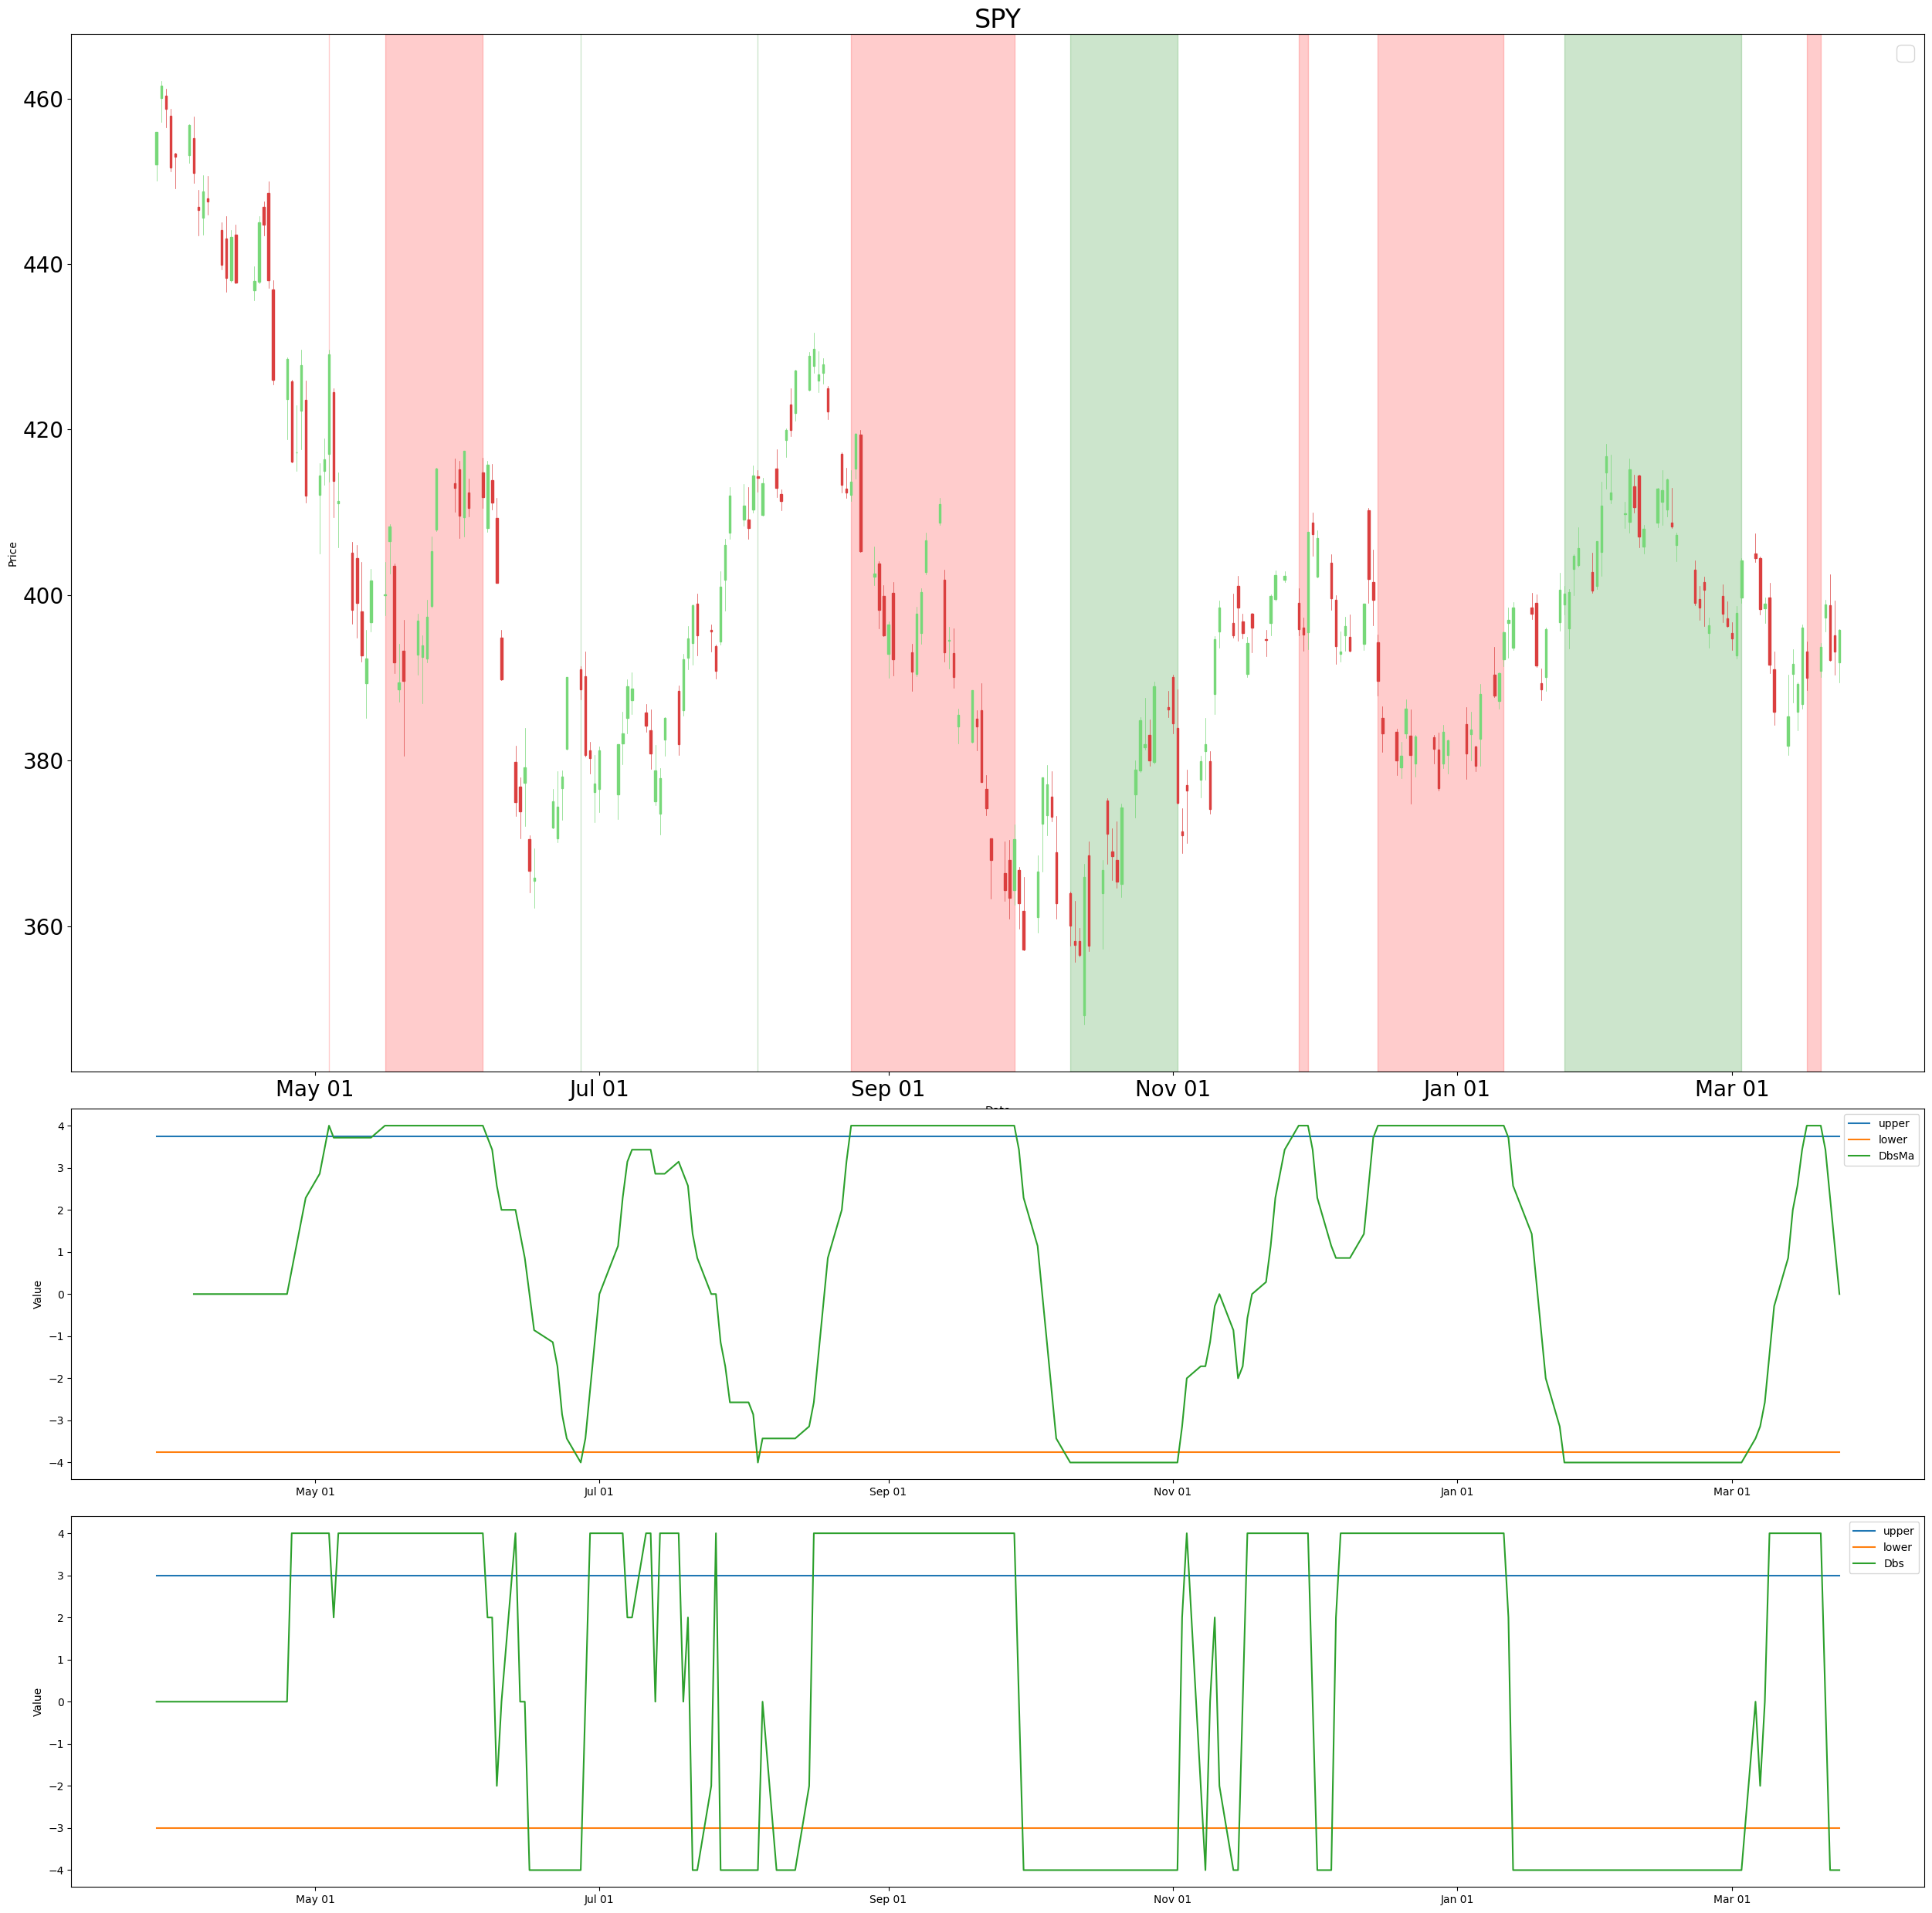 SPY
460
440
420
400
380
360
Price
May 01
Jul 01
Sep 01
Nov 01
Jan 01
Mar 01
4
3
2
1
0
−1
−2
−3
−4
Value
upper
lower
DbsMa
May 01
Jul 01
Sep 01
Nov 01
Jan 01
Mar 01
4
3
2
1
0
−1
−2
−3
−4
Value
upper
lower
Dbs
May 01
Jul 01
Sep 01
Nov 01
Jan 01
Mar 01